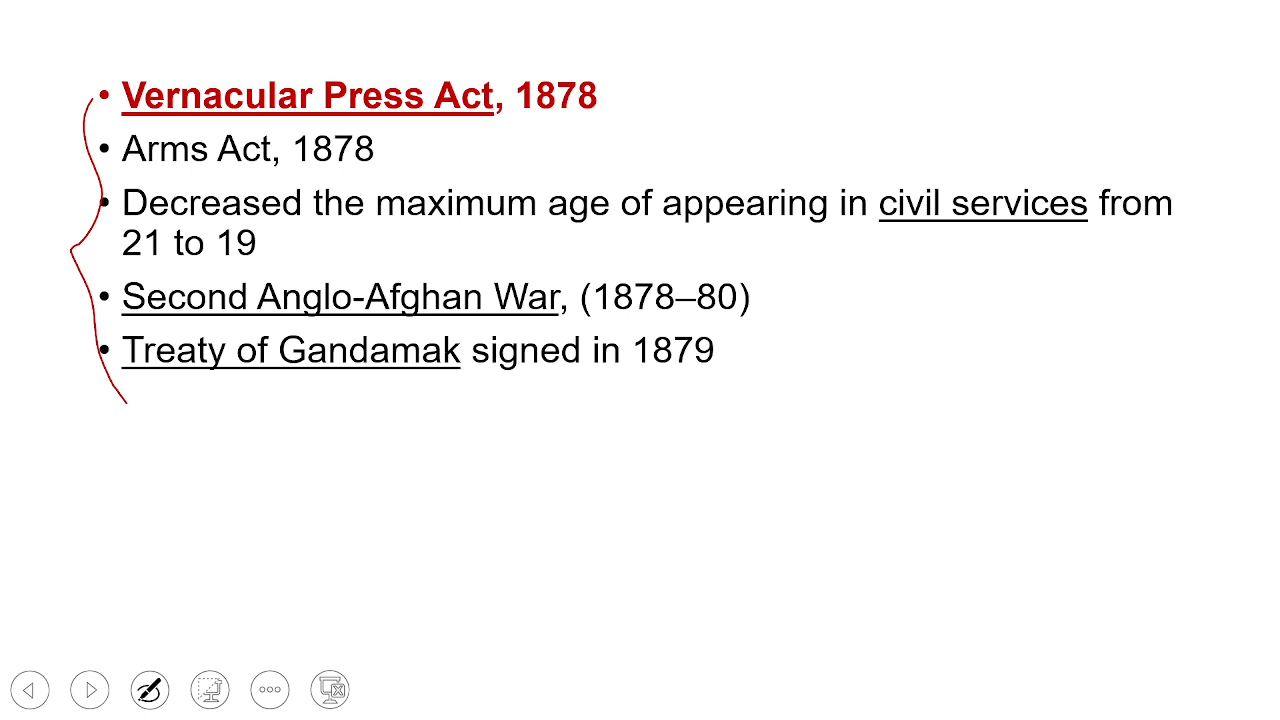 • Vernacular Press Act, 1878
• Arms Act, 1878
• Decreased the maximum age of appearing in civil services from
21 to 19
• Second Anglo-Afghan War, (1878–80)
• Treaty of Gandamak signed in 1879